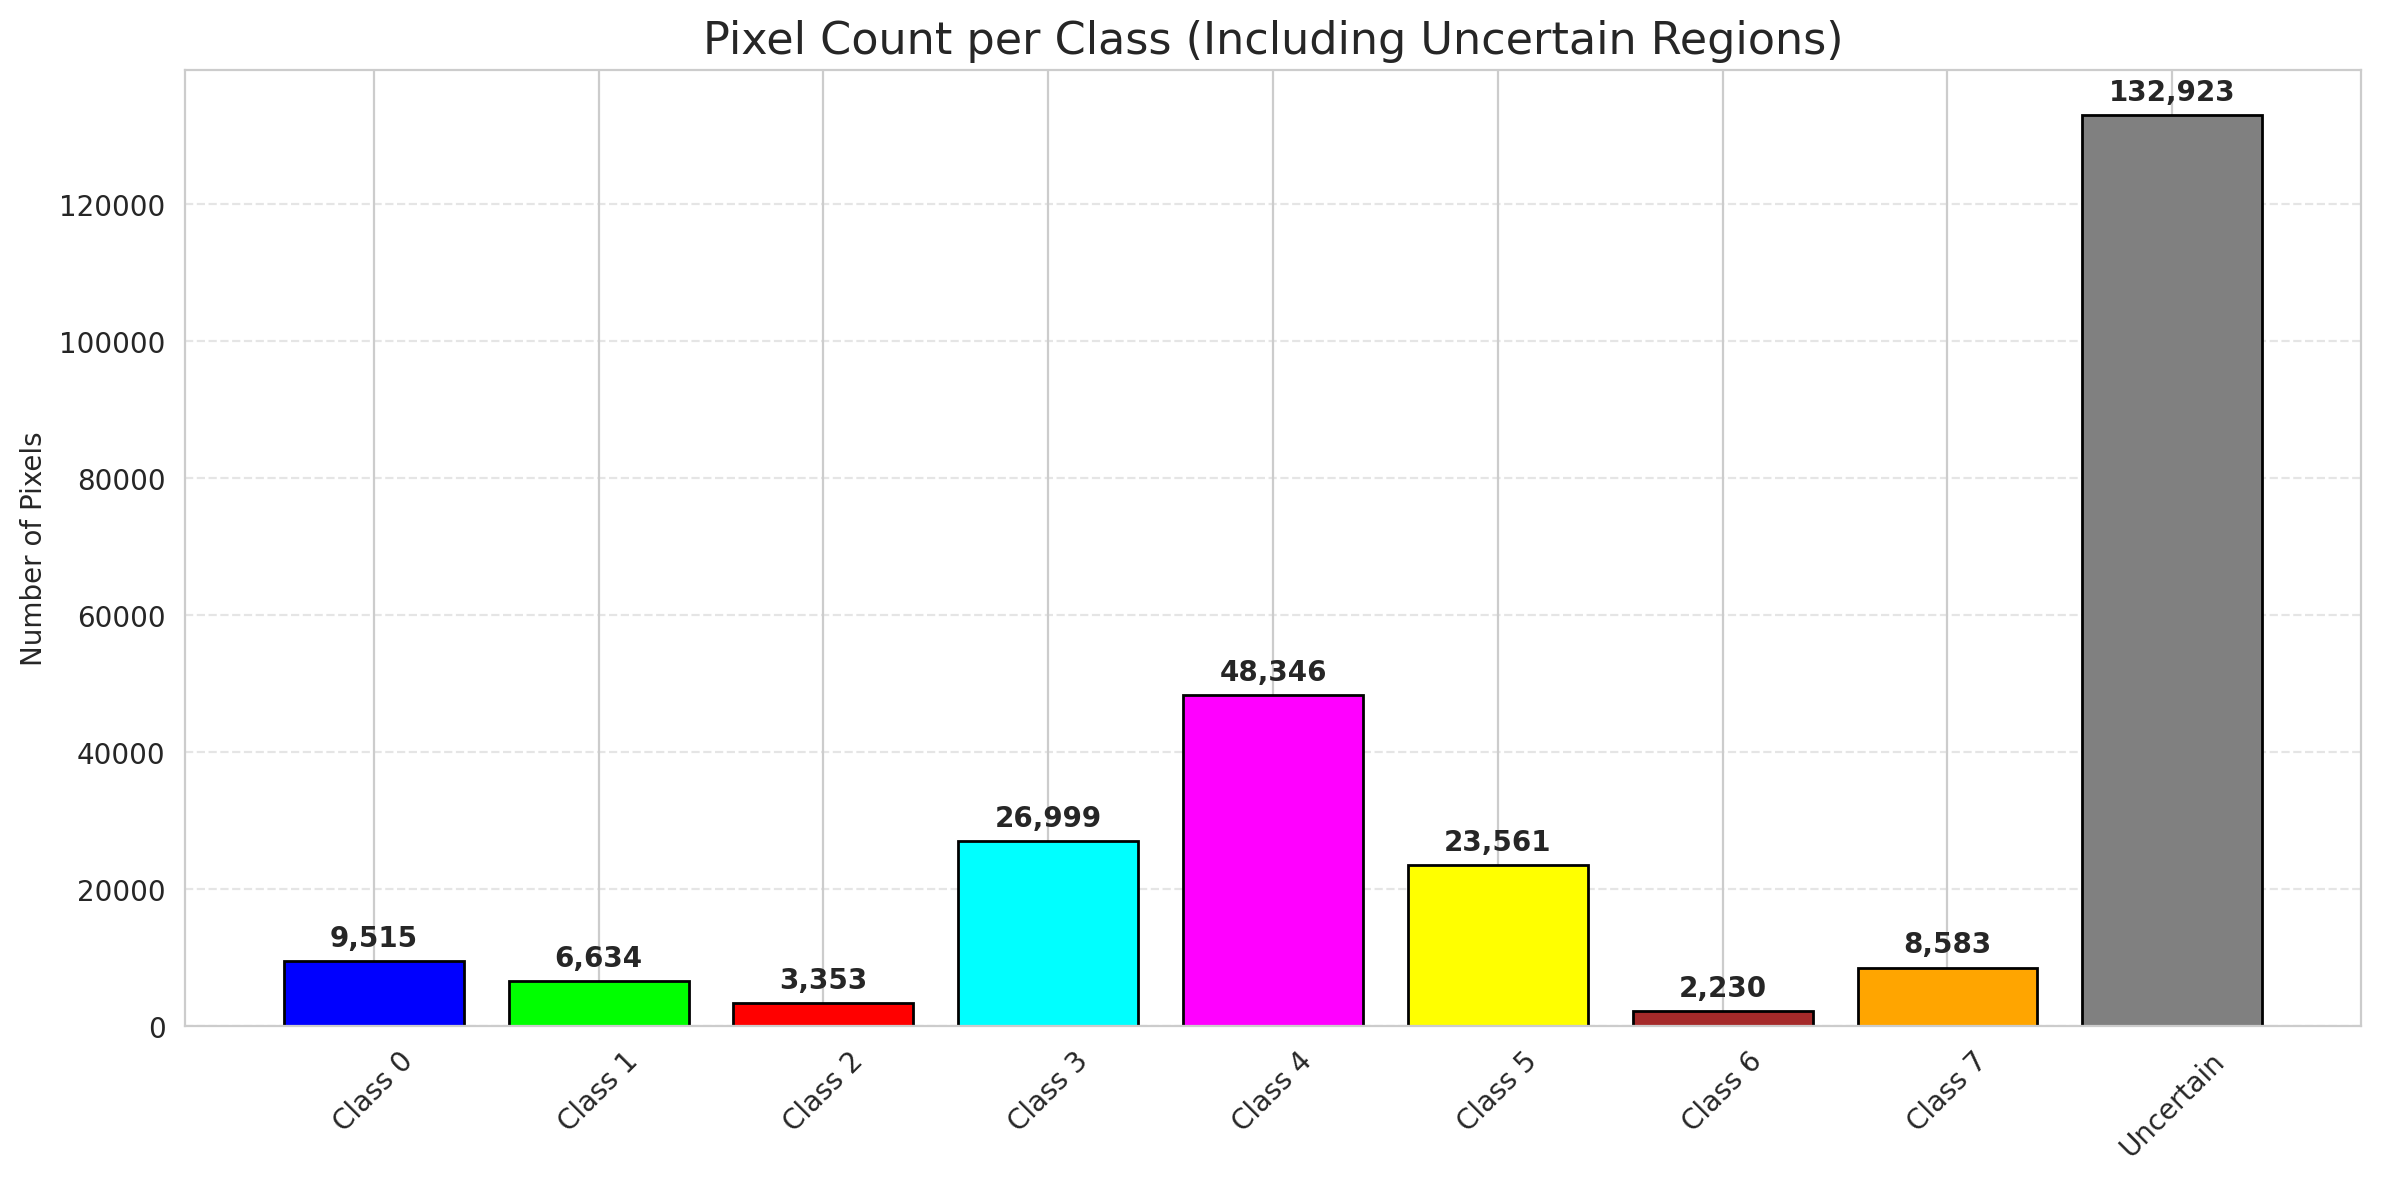 Pixel Count per Class (Including Uncertain Regions)
Number of Pixels
120000
100000
80000
60000
40000
20000
0
9,515
6,634
3,353
26,999
48,346
23,561
2,230
8,583
132,923
Class 0
Class 1
Class 2
Class 3
Class 4
Class 5
Class 6
Class 7
Uncertain